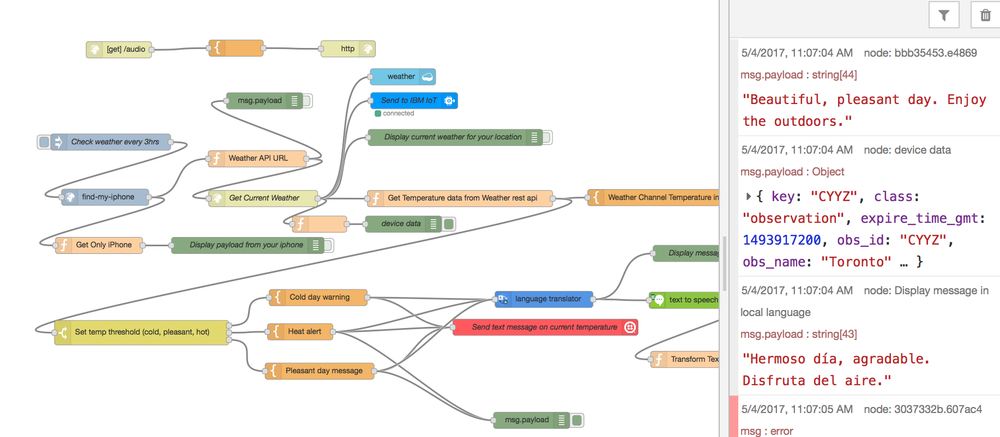 [get] /audio
http
weather
msg.payload
Send to IBM IoT
connected
Check weather every 3hrs
Display current weather for your location
Weather API URL
find-my-iphone
Get Current Weather
Get Temperature data from Weather rest api
Weather Channel Temperature in
device data
Get Only iPhone
Display payload from your iphone
Display messag
Cold day warning
language translator
text to speech
Set temp threshold (cold, pleasant, hot)
Heat alert
Send text message on current temperature
Pleasant day message
Transform Tex
msg.payload
5/4/2017, 11:07:04 AM node: bbb35453.e4869
msg.payload : string[44]
"Beautiful, pleasant day. Enjoy
the outdoors."
5/4/2017, 11:07:04 AM node: device data
msg.payload : Object
{ key: "CYYZ", class:
"observation", expire_time_gmt:
1493917200, obs_id: "CYYZ",
obs_name: "Toronto" … }
5/4/2017, 11:07:04 AM node: Display message in
local language
msg.payload : string[43]
"Hermoso día, agradable.
Disfruta del aire."
5/4/2017, 11:07:05 AM node: 3037332b.607ac4
msg : error